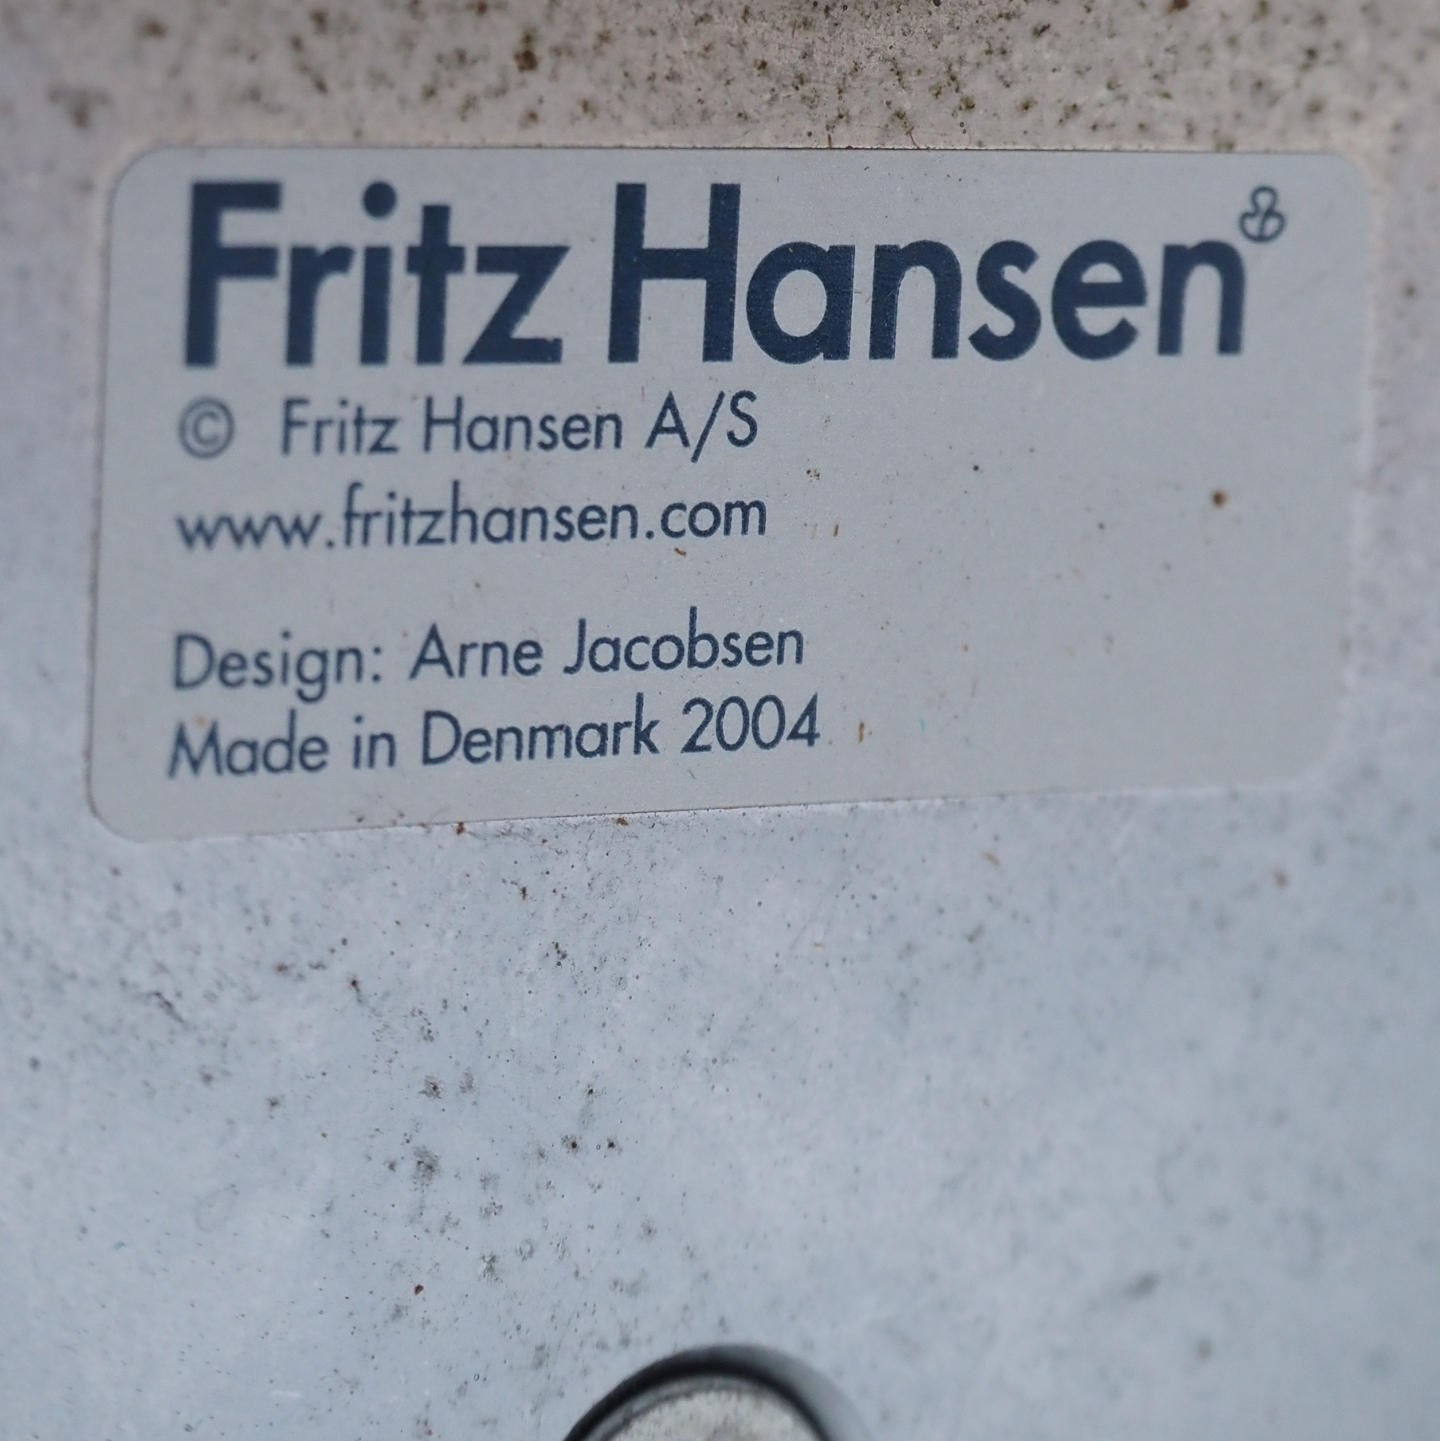 Fritz Hansen
© Fritz Hansen A/S
www.fritzhansen.com
Design: Arne Jacobsen
Made in Denmark 2004